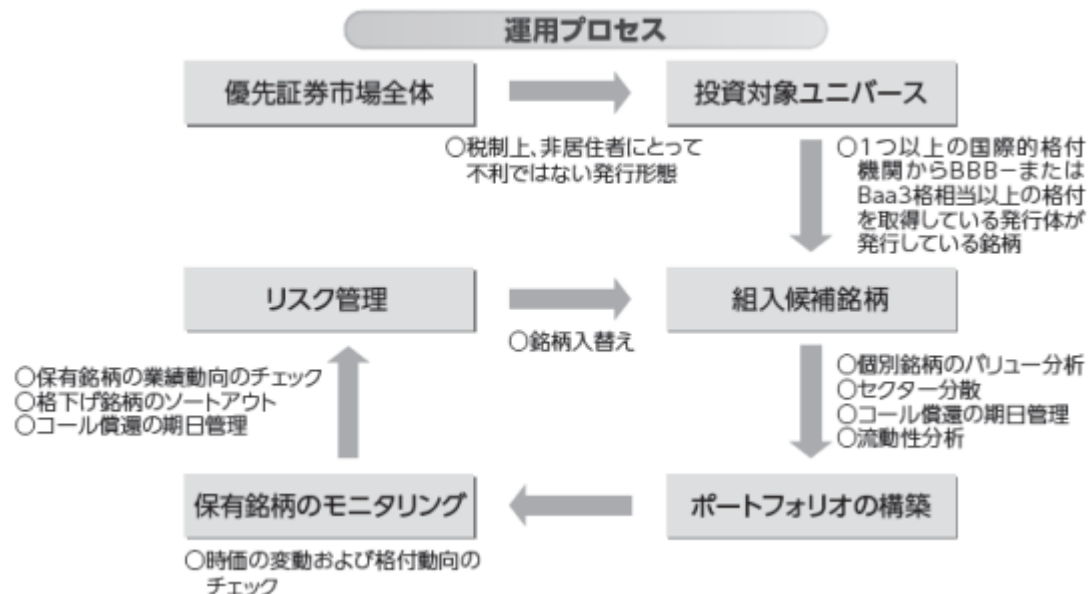 運用プロセス
優先証券市場全体
投資対象ユニバース
○税制上、非居住者にとって
不利ではない発行形態
○1つ以上の国際的格付
機関からBBB−または
Baa3格相当以上の格付
を取得している発行体が
発行している銘柄
リスク管理
組入候補銘柄
○銘柄入替え
○保有銘柄の業績動向のチェック
○格下げ銘柄のソートアウト
○コール償還の期日管理
○個別銘柄のバリュー分析
○セクター分散
○コール償還の期日管理
○流動性分析
保有銘柄のモニタリング
ポートフォリオの構築
○時価の変動および格付動向の
チェック